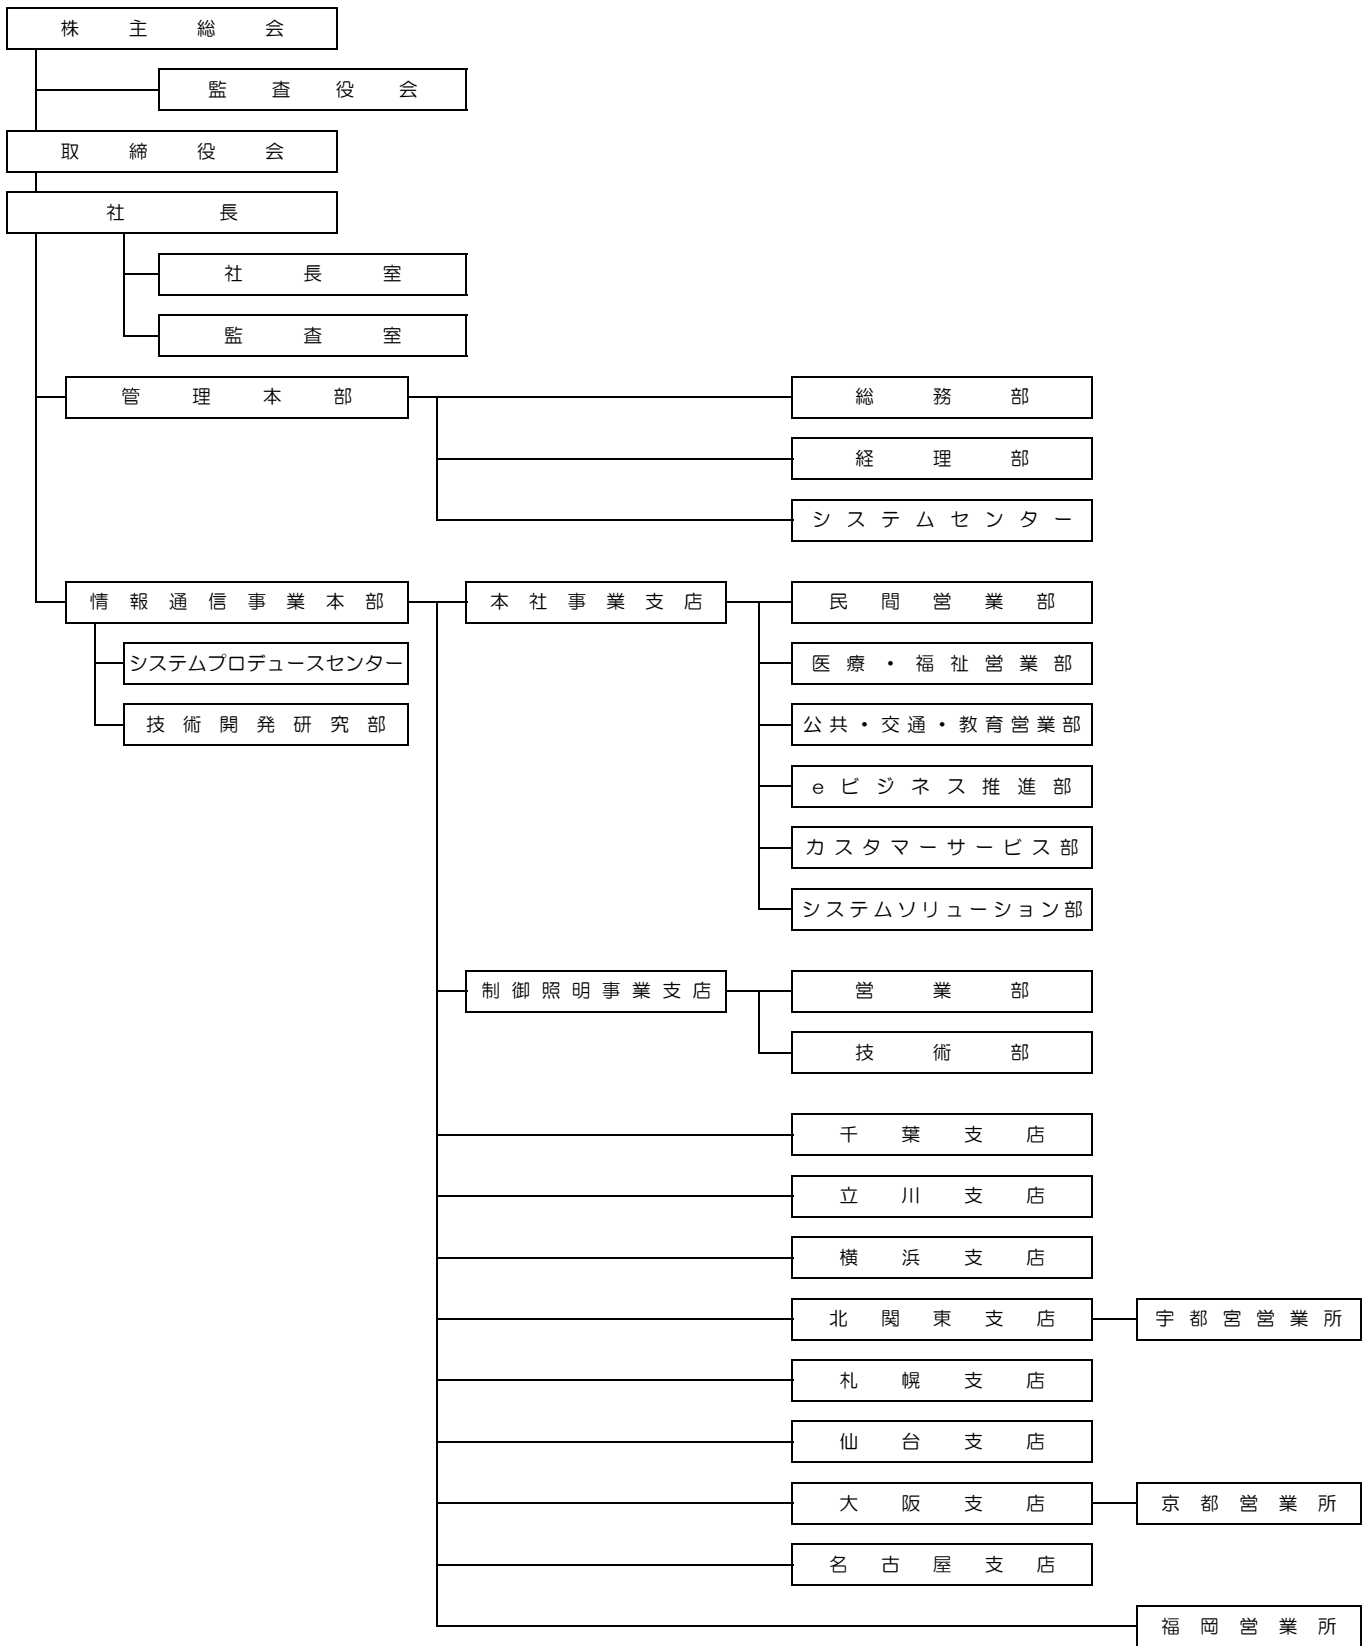 株主総会
監査役会
取締役会
社長
社長室
監査室
管理本部 総務部
経理部
システムセンター
情報通信事業本部 本社事業支店 民間営業部
システムプロデュースセンター 医療・福祉営業部
技術開発研究部 公共・交通・教育営業部
eビジネス推進部
カスタマーサービス部
システムソリューション部
制御照明事業支店 営業部
技術部
千葉支店
立川支店
横浜支店
北関東支店 宇都宮営業所
札幌支店
仙台支店
大阪支店 京都営業所
名古屋支店
福岡営業所